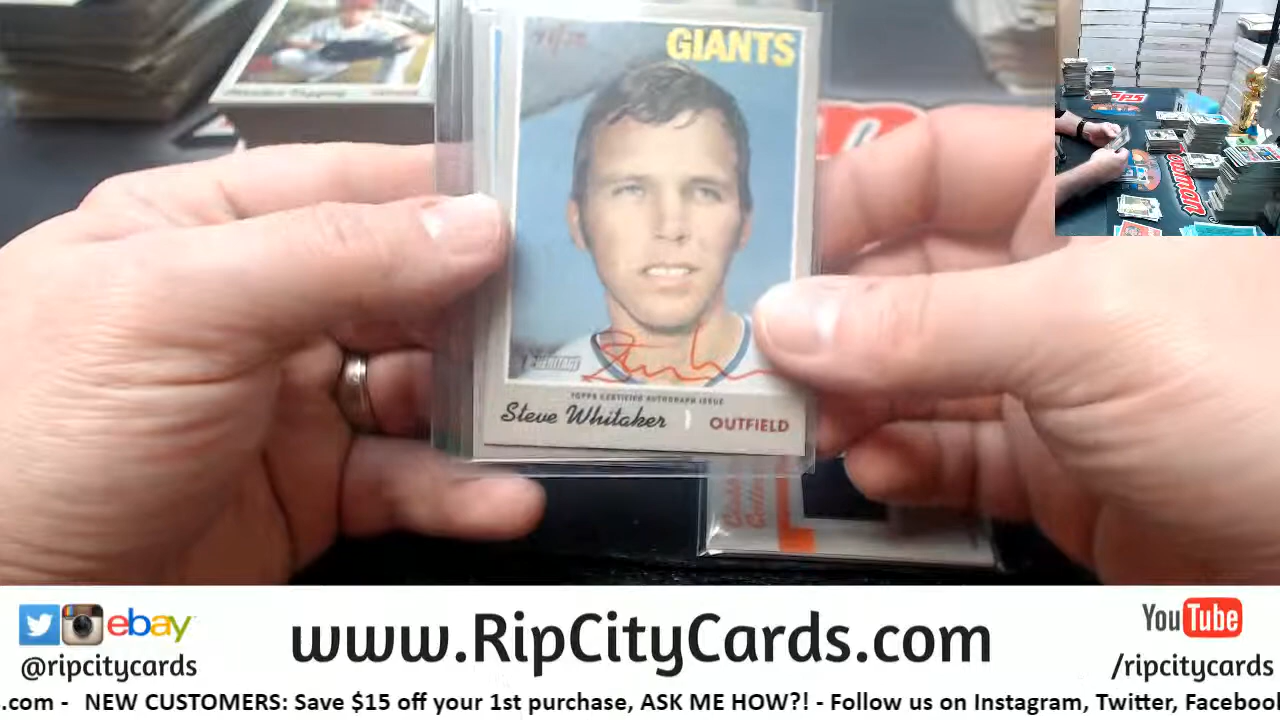 GIANTS
HERITAGE
TOPPS CERTIFIED AUTOGRAPH ISSUE
Steve Whitaker OUTFIELD
ebay
@ripcitycards
www.RipCityCards.com
YouTube
/ripcitycards
s.com - NEW CUSTOMERS: Save $15 off your 1st purchase, ASK ME HOW?! - Follow us on Instagram, Twitter, Facebook